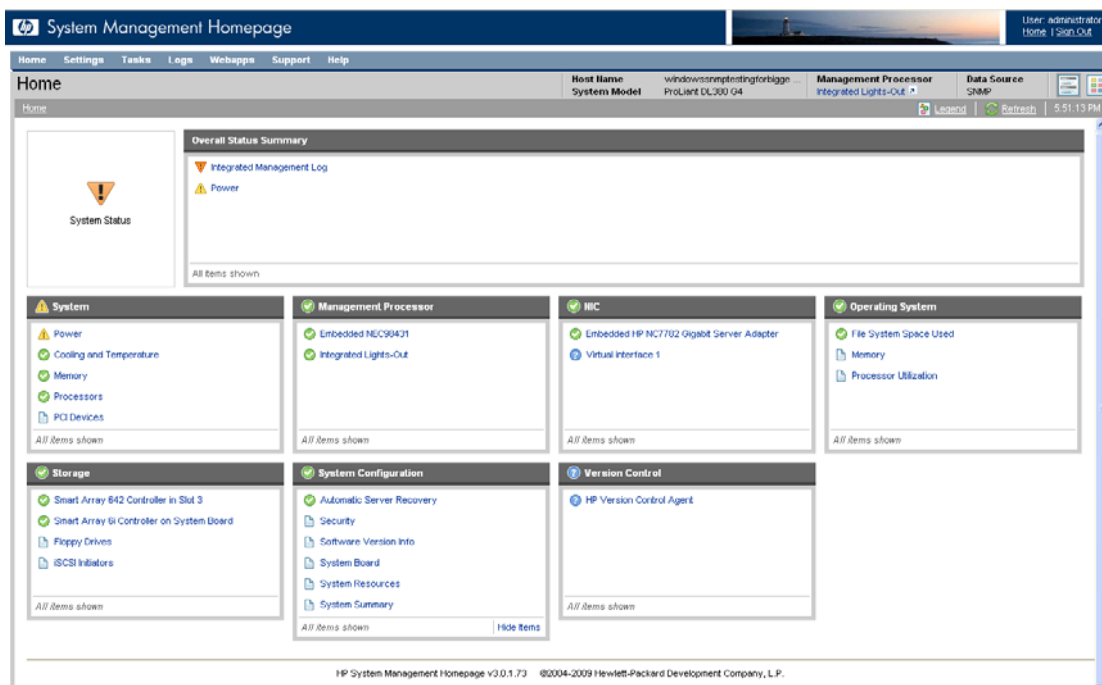 hp System Management Homepage
User: administrator
Home | Sign Out
Home Settings Tasks Logs Webapps Support Help
Home
Host Name windowssnmptestingforbigge ...
System Model ProLiant DL380 G4
Management Processor
Integrated Lights-Out
Data Source
SNMP
Home
Legend | Refresh | 5:51:13 PM
System Status
Overall Status Summary
Integrated Management Log
Power
All items shown
System
Power
Cooling and Temperature
Memory
Processors
PCI Devices
All items shown
Management Processor
Embedded NEC98431
Integrated Lights-Out
All items shown
NIC
Embedded HP NC7782 Gigabit Server Adapter
Virtual Interface 1
All items shown
Operating System
File System Space Used
Memory
Processor Utilization
All items shown
Storage
Smart Array 642 Controller in Slot 3
Smart Array 6i Controller on System Board
Floppy Drives
iSCSI Initiators
All items shown
System Configuration
Automatic Server Recovery
Security
Software Version Info
System Board
System Resources
System Summary
All items shown Hide Items
Version Control
HP Version Control Agent
All items shown
HP System Management Homepage v3.0.1.73 ©2004-2009 Hewlett-Packard Development Company, L.P.